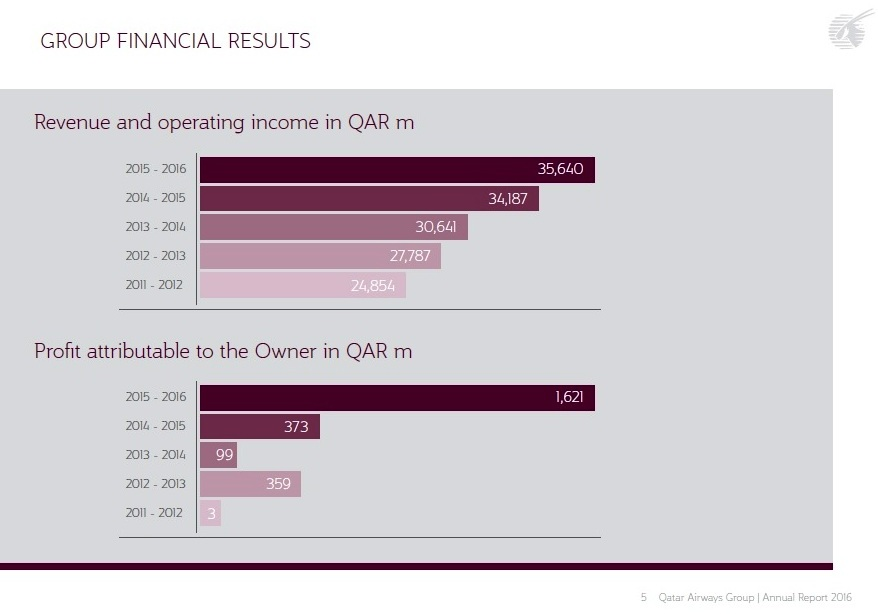 GROUP FINANCIAL RESULTS
Revenue and operating income in QAR m
2015 - 2016 35,640
2014 - 2015 34,187
2013 - 2014 30,641
2012 - 2013 27,787
2011 - 2012 24,854
Profit attributable to the Owner in QAR m
2015 - 2016 1,621
2014 - 2015 373
2013 - 2014 99
2012 - 2013 359
2011 - 2012 3
5 Qatar Airways Group | Annual Report 2016